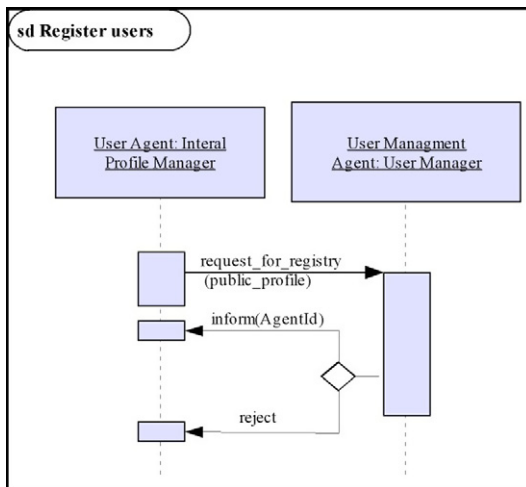 sd Register users
User Agent: Interal
Profile Manager
User Managment
Agent: User Manager
request_for_registry
(public_profile)
inform(AgentId)
reject